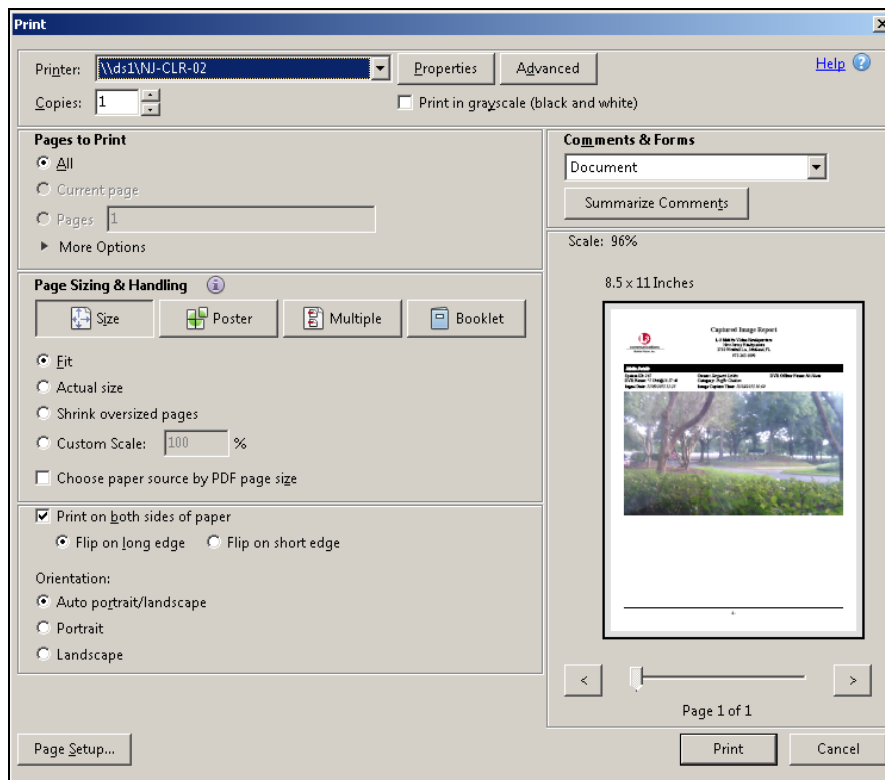 Print
Printer: \\ds1\NJ-CLR-02 Properties Advanced Help
Copies: 1 Print in grayscale (black and white)
Pages to Print
All
Current page
Pages 1
More Options
Comments & Forms
Document
Summarize Comments
Page Sizing & Handling
Size Poster Multiple Booklet
Fit
Actual size
Shrink oversized pages
Custom Scale: 100 %
Choose paper source by PDF page size
Print on both sides of paper
Flip on long edge Flip on short edge
Orientation:
Auto portrait/landscape
Portrait
Landscape
Scale: 96%
8.5 x 11 Inches
Captured Image Report
< >
Page 1 of 1
Page Setup... Print Cancel